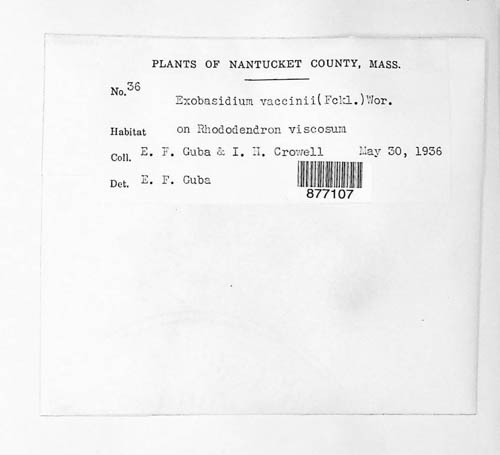 PLANTS OF NANTUCKET COUNTY, MASS.
No. 36
Exobasidium vaccinii(Fckl.)Wor.
Habitat on Rhododendron viscosum
Coll. E. F. Guba & I. H. Crowell May 30, 1936
Det. E. F. Guba
877107